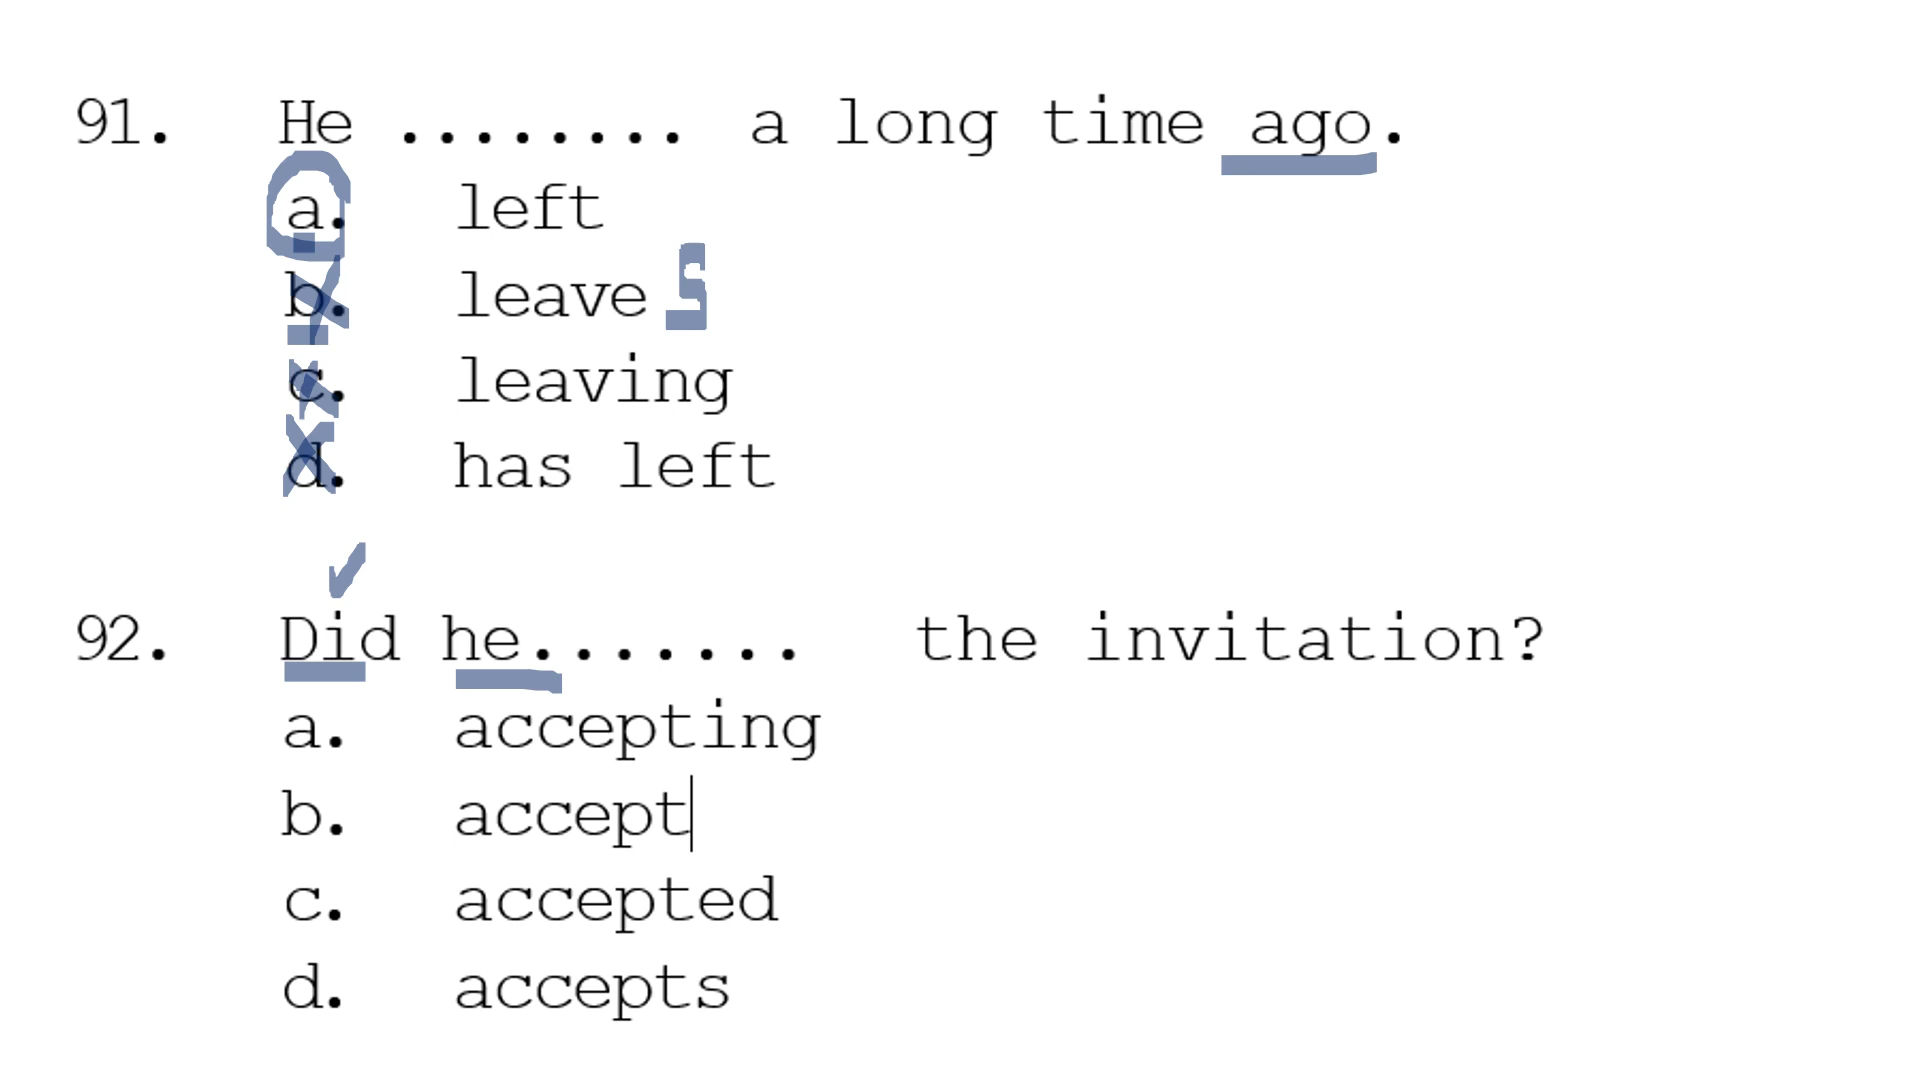 91. He ........ a long time ago.
a. left
b. leave s
c. leaving
d. has left
92. Did he....... the invitation?
a. accepting
b. accept
c. accepted
d. accepts